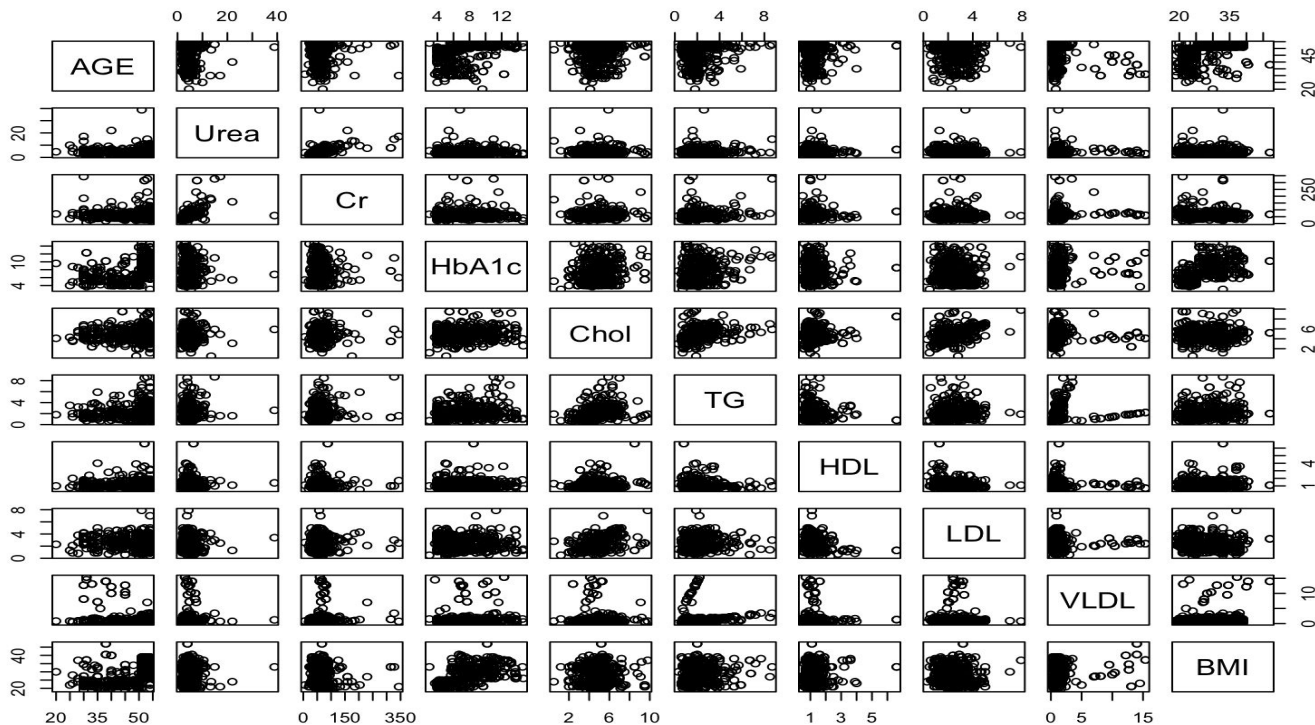 0 20 40 4 8 12 0 4 8 0 4 8 20 35
AGE 20 45
0 20 Urea
Cr 0 250
4 10 HbA1c
Chol 2 6
0 4 8 TG
HDL 1 4
0 4 8 LDL
VLDL 0 10
20 40 BMI
20 35 50 0 150 350 2 6 10 1 3 5 0 5 15